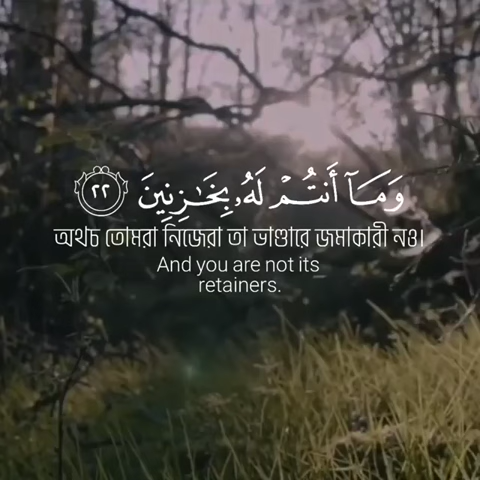 وَمَآ أَنتُمْ لَهُۥ بِخَـٰزِنِينَ ٢٢
অথচ তোমরা নিজেরা তা ভাণ্ডারে জমাকারী নও।
And you are not its
retainers.